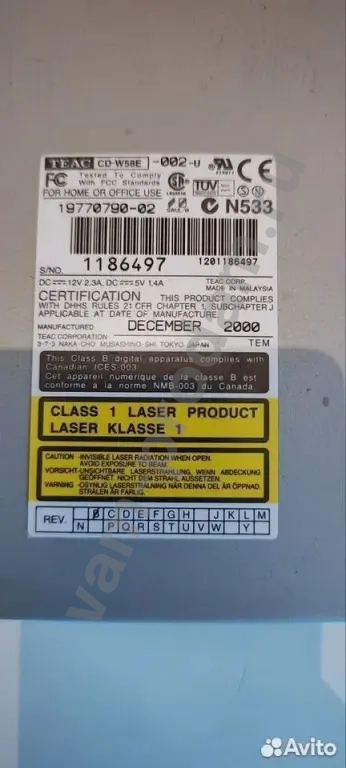 TEAC CD-W58E -002-U
FC Tested To Comply With FCC Standards
FOR HOME OR OFFICE USE
19770790-02
TÜV
N533
S/NO. 1186497
1201186497
DC 12V 2.3A, DC 5V 1.4A
TEAC CORP.
MADE IN MALAYSIA
CERTIFICATION THIS PRODUCT COMPLIES
WITH DHHS RULES 21 CFR CHAPTER 1, SUBCHAPTER J
APPLICABLE AT DATE OF MANUFACTURE.
MANUFACTURED DECEMBER 2000
TEAC CORPORATION
3-7-3 NAKA-CHO MUSASHINO-SHI TOKYO JAPAN TEM
This Class B digital apparatus complies with
Canadian ICES-003
Cet appareil numérique de la classe B est
conforme à la norme NMB-003 du Canada.
CLASS 1 LASER PRODUCT
LASER KLASSE 1
CAUTION -INVISIBLE LASER RADIATION WHEN OPEN.
AVOID EXPOSURE TO BEAM.
VORSICHT-UNSICHTBARE LASERSTRAHLUNG, WENN ABDECKUNG
GEÖFFNET NICHT DEM STRAHL AUSSETZEN.
VARNING -OSYNLIG LASERSTRÅLNING NÄR DENNA DEL ÄR ÖPPNAD
STRÅLEN ÄR FARLIG.
REV. B C D E F G H J K L M
N P Q R S T U V W Y
Avito